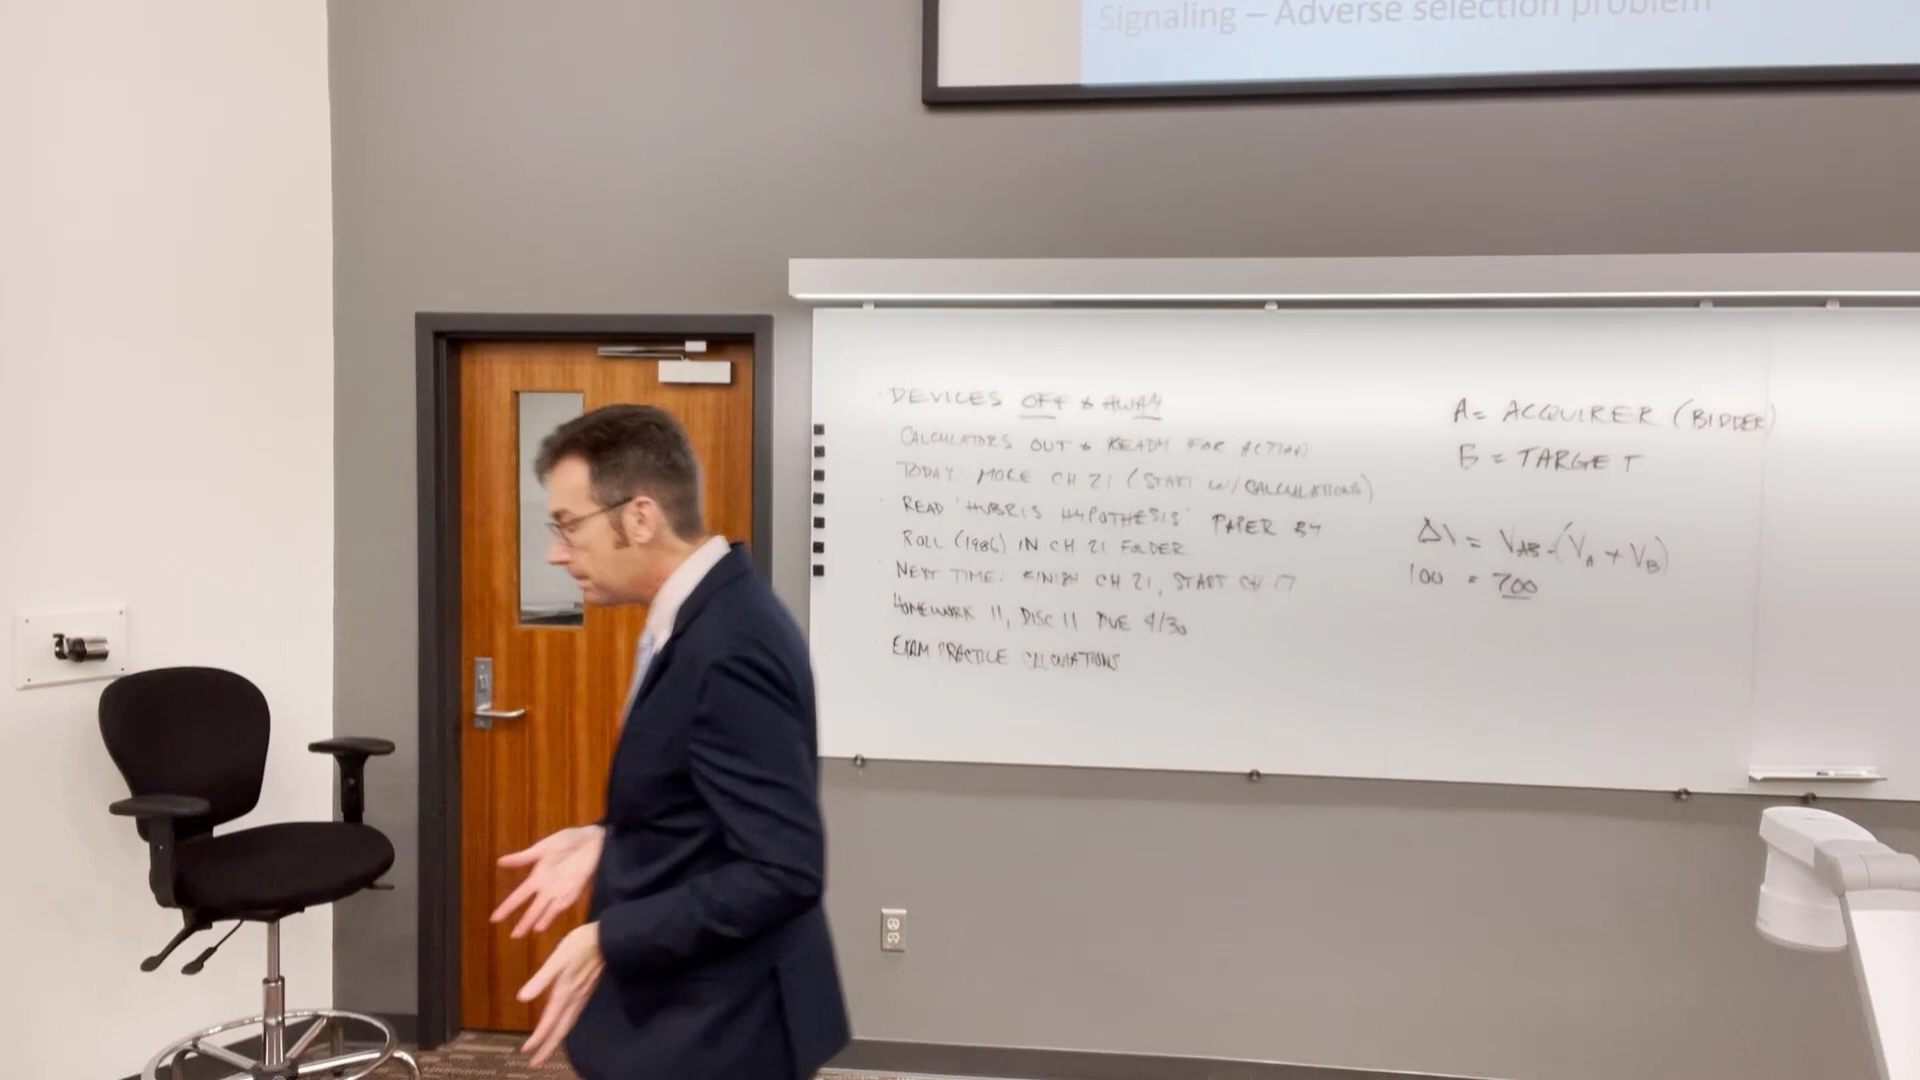 Signaling – Adverse selection problem
DEVICES OFF & AWAY
CALCULATORS OUT & READY FOR ACTION
TODAY: MORE CH 21 (START W/ CALCULATIONS)
READ 'HUBRIS HYPOTHESIS' PAPER BY
ROLL (1986) IN CH 21 FOLDER
NEXT TIME: FINISH CH 21, START CH 17
HOMEWORK 11, DISC 11 DUE 4/30
EXAM PRACTICE CALCULATIONS
A = ACQUIRER (BIDDER)
B = TARGET
ΔV = VAB - (VA + VB)
100 = 700